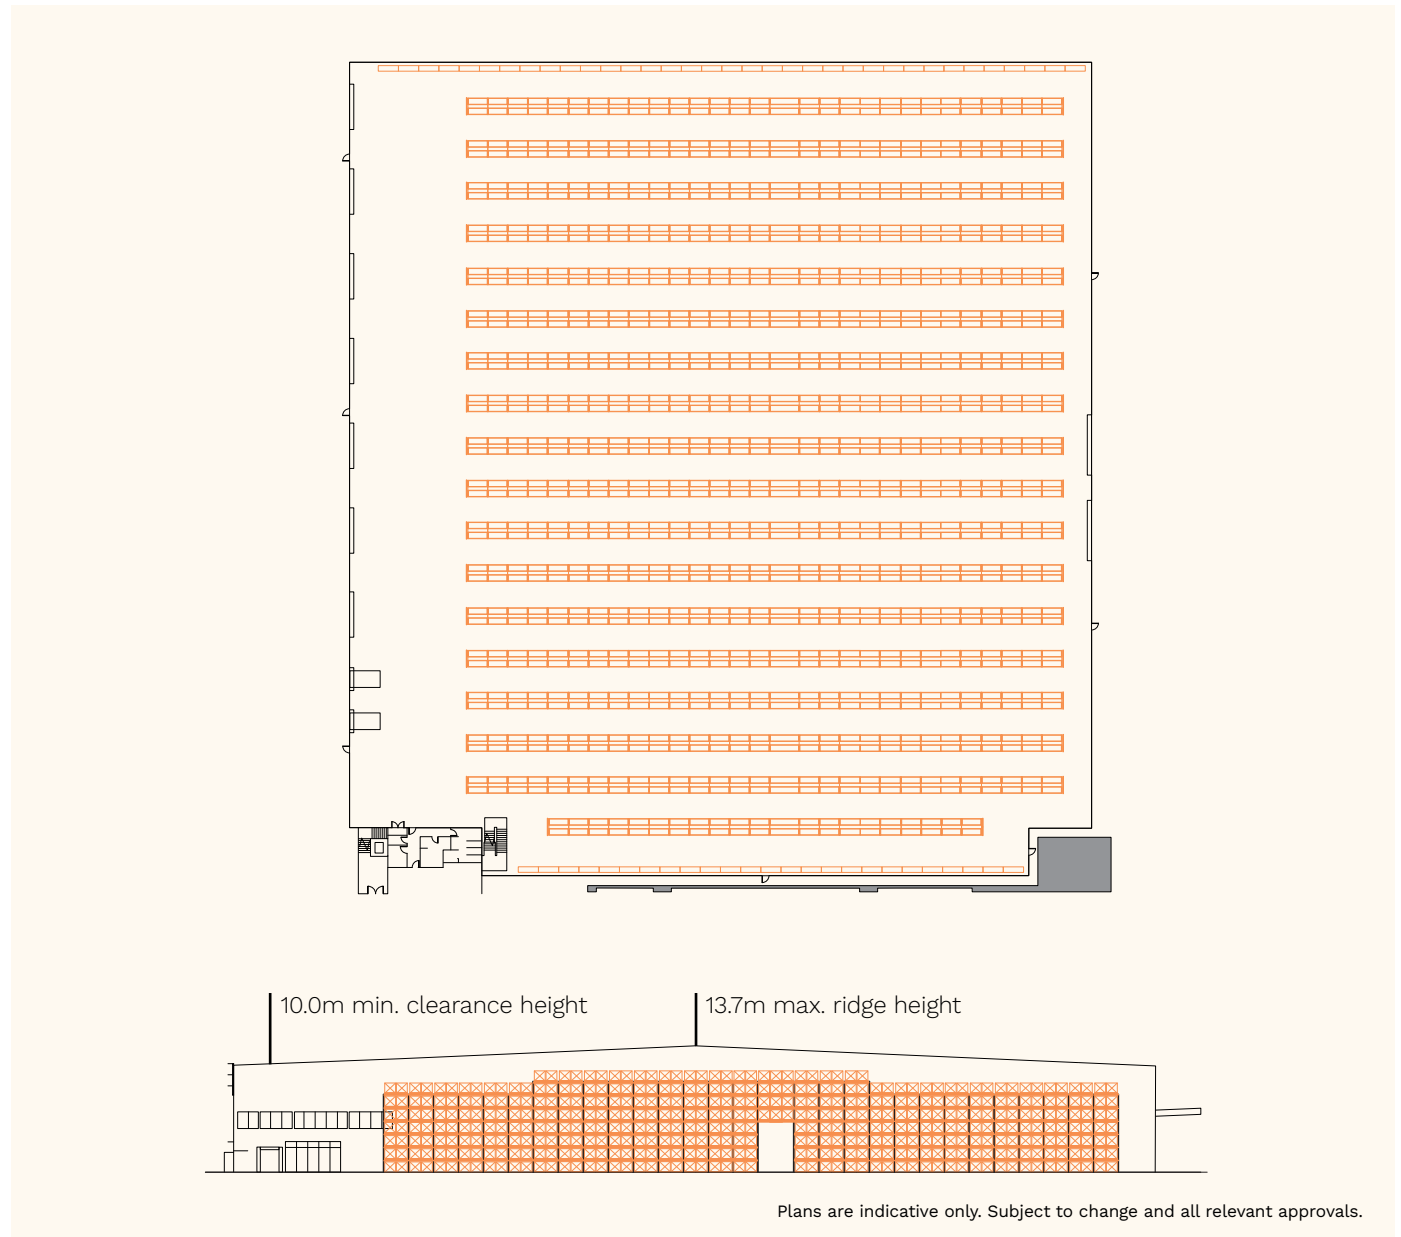 10.0m min. clearance height
13.7m max. ridge height
Plans are indicative only. Subject to change and all relevant approvals.